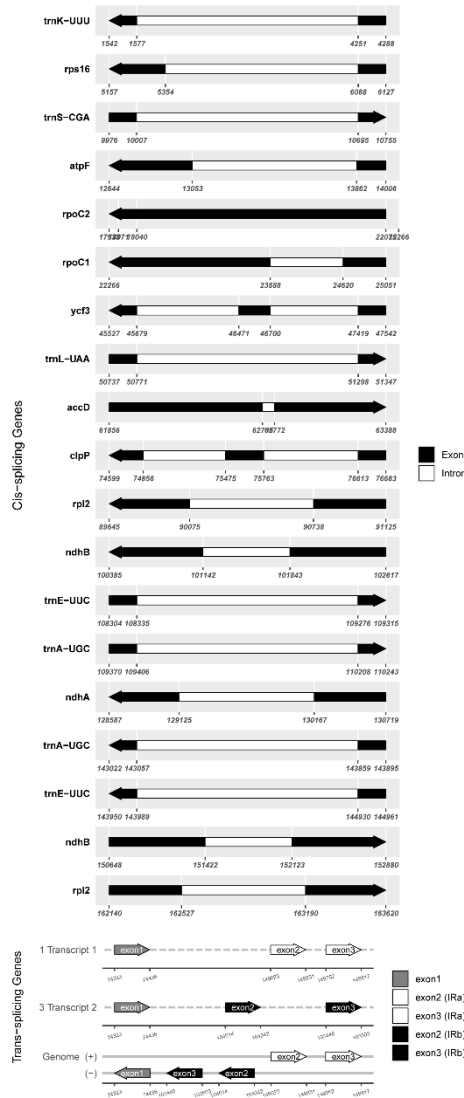 trnK-UUU
1542 1577 4251 4288
rps16
5157 5354 6088 6127
trnS-CGA
9976 10007 10695 10755
atpF
12644 13053 13862 14006
rpoC2
18040
rpoC1
22266 23888 24620 25051
ycf3
45527 45679 46471 46700 47419 47542
trnL-UAA
50737 50771 51298 51347
accD
61856 63388
clpP
74599 74856 75475 75763 76013 76883
rpl2
89645 90075 90738 91125
ndhB
100385 101142 101843 102617
trnE-UUC
108304 108335 109276 109315
trnA-UGC
109370 109406 110208 110243
ndhA
128587 129125 130167 130719
trnA-UGC
143022 143057 143859 143895
trnE-UUC
143950 143989 144930 144961
ndhB
150648 151422 152123 152880
rpl2
162140 162527 163190 163620
Cis-splicing Genes
Exon
Intron
Trans-splicing Genes
1 Transcript 1 exon1 exon2 exon3
3 Transcript 2 exon1 exon2 exon3
Genome (+) exon2 exon3
(−) exon1 exon3 exon2
exon1
exon2 (IRa)
exon3 (IRa)
exon2 (IRb)
exon3 (IRb)